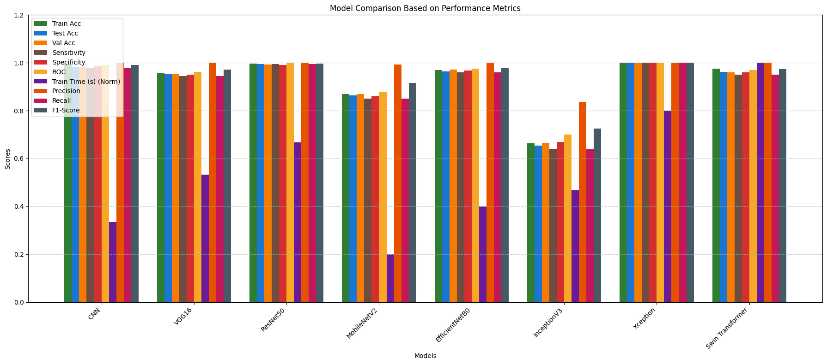 Model Comparison Based on Performance Metrics
Train Acc
Test Acc
Val Acc
Sensitivity
Specificity
ROC
Train Time (s) (Norm)
Precision
Recall
F1-Score
Scores
1.2
1.0
0.8
0.6
0.4
0.2
0.0
CNN
VGG16
ResNet50
MobileNetV2
EfficientNetB0
InceptionV3
Xception
Swin Transformer
Models